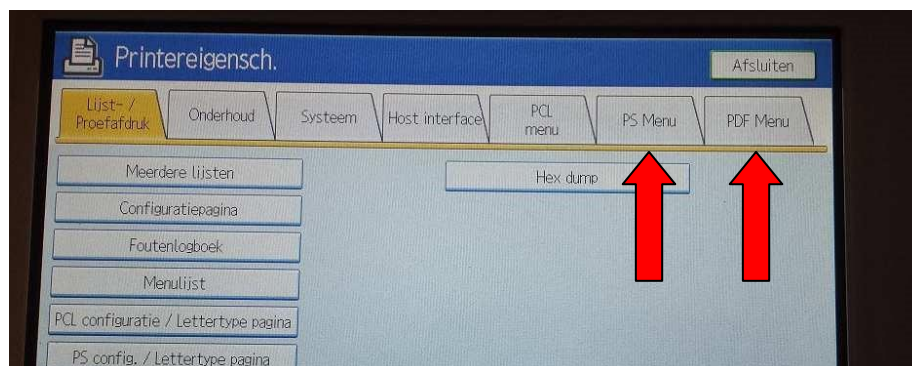 Printereigensch.
Afsluiten
Lijst- /
Proefafdruk
Onderhoud
Systeem
Host interface
PCL
menu
PS Menu
PDF Menu
Meerdere lijsten
Hex dump
Configuratiepagina
Foutenlogboek
Menulijst
PCL configuratie / Lettertype pagina
PS config. / Lettertype pagina